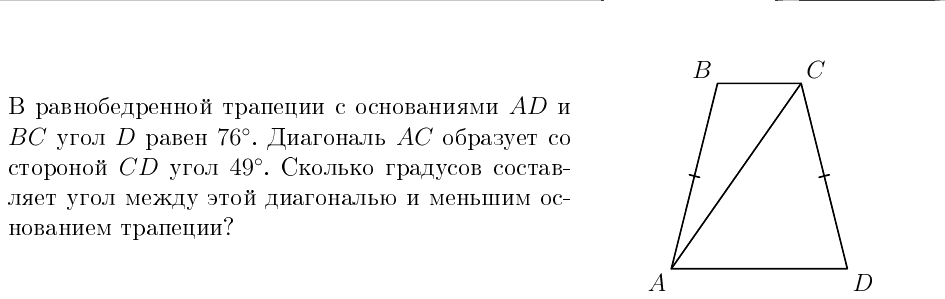 В равнобедренной трапеции с основаниями AD и
BC угол D равен 76°. Диагональ AC образует со
стороной CD угол 49°. Сколько градусов состав-
ляет угол между этой диагональю и меньшим ос-
нованием трапеции?
B C
A D